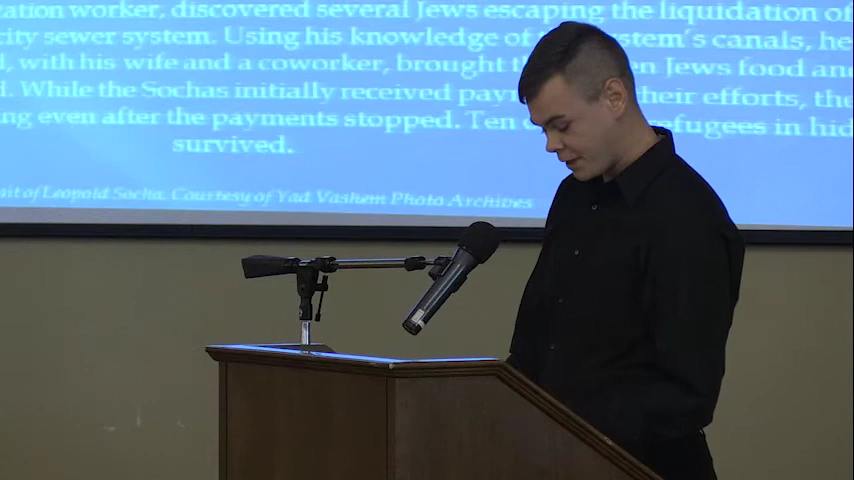 ation worker, discovered several Jews escaping the liquidation of
city sewer system. Using his knowledge of system's canals, he
, with his wife and a coworker, brought en Jews food and
. While the Sochas initially received paym their efforts, the
ng even after the payments stopped. Ten refugees in hid
survived.
ait of Leopold Socha. Courtesy of Yad Vashem Photo Archives